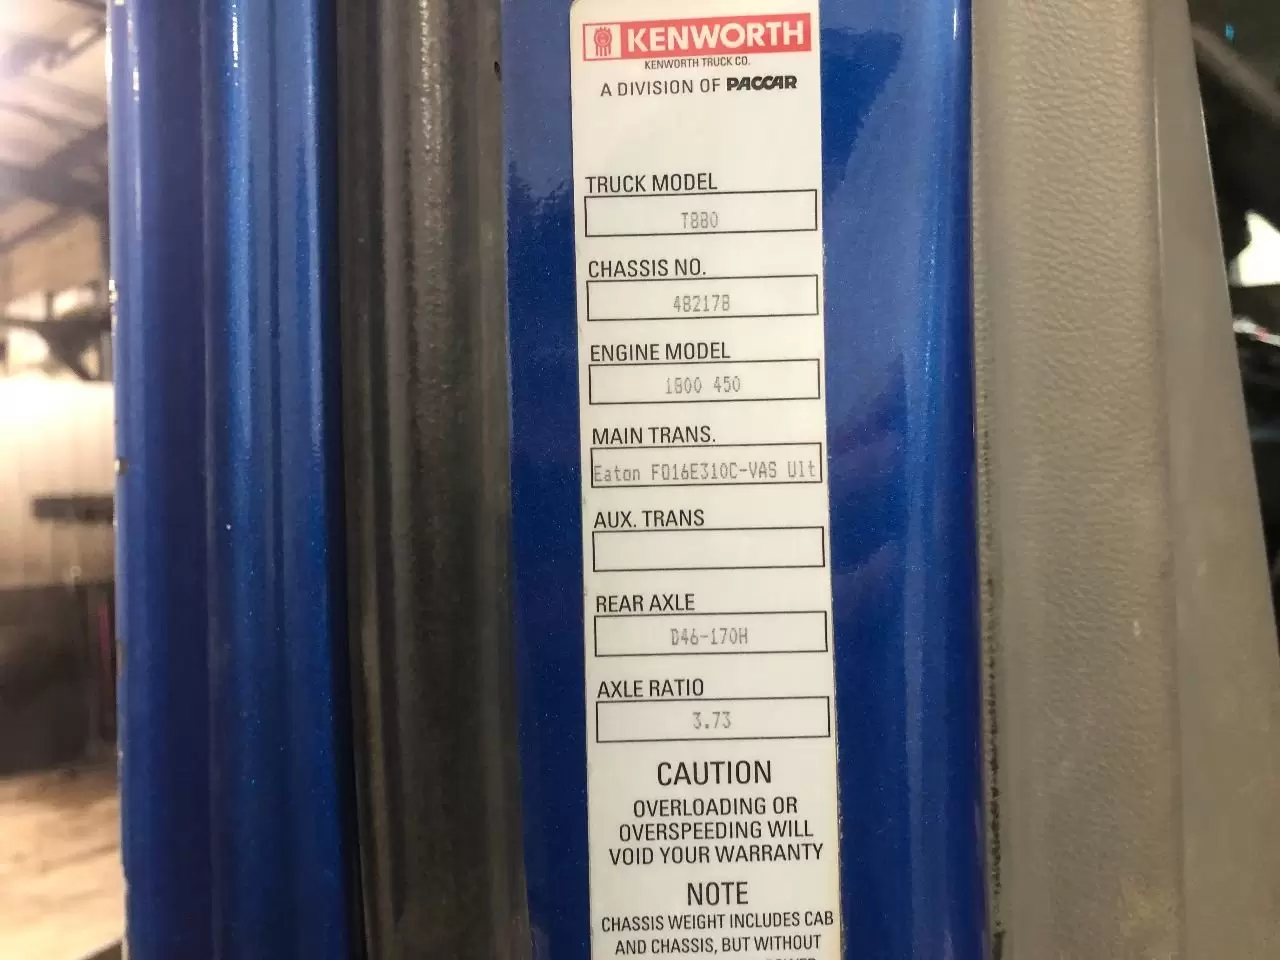 KENWORTH
KENWORTH TRUCK CO.
A DIVISION OF PACCAR
TRUCK MODEL
T880
CHASSIS NO.
482178
ENGINE MODEL
1800 450
MAIN TRANS.
Eaton FO16E310C-VAS Ult
AUX. TRANS
REAR AXLE
D46-170H
AXLE RATIO
3.73
CAUTION
OVERLOADING OR
OVERSPEEDING WILL
VOID YOUR WARRANTY
NOTE
CHASSIS WEIGHT INCLUDES CAB
AND CHASSIS, BUT WITHOUT